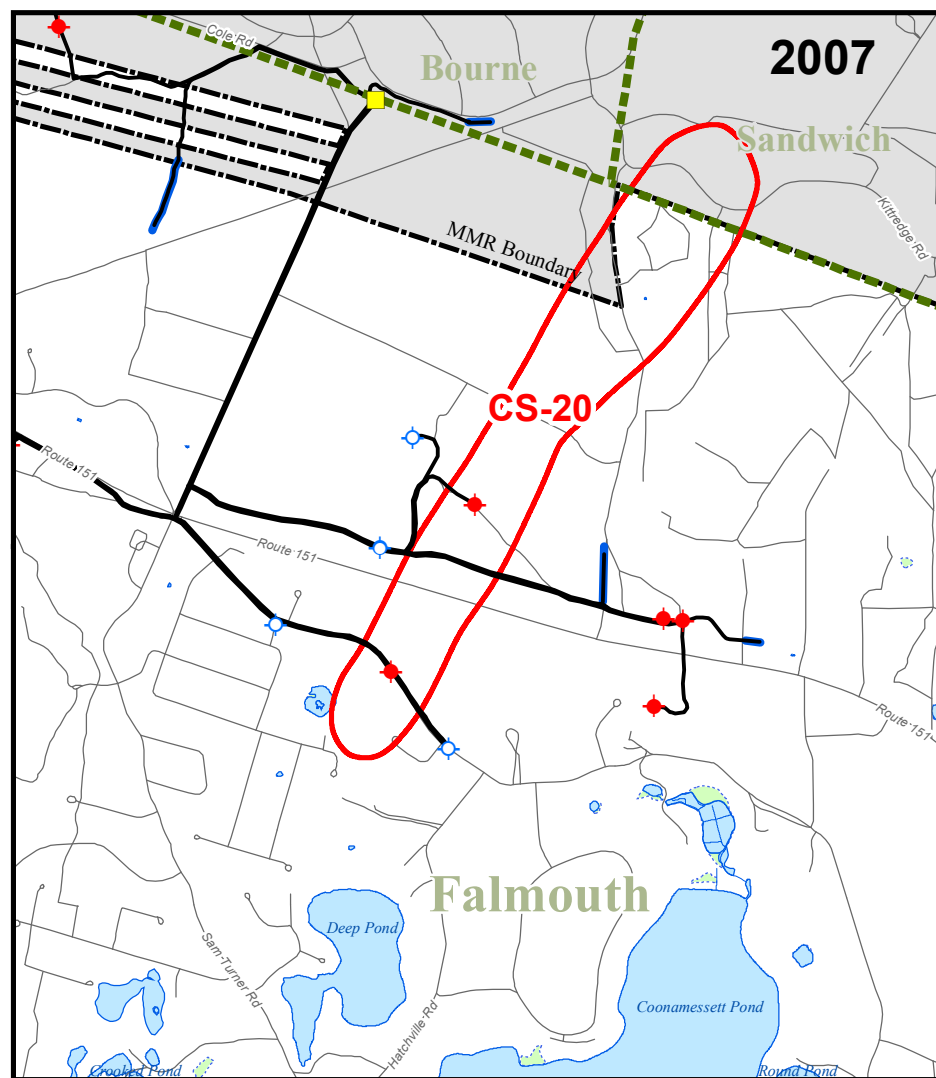 Cole Rd
2007
Bourne
Sandwich
Kittredge Rd
MMR Boundary
CS-20
Route 151
Route 151
Route 151
Falmouth
Deep Pond
Sam Turner Rd
Coonamessett Pond
Hatchville Rd
Crooked Pond
Round Pond